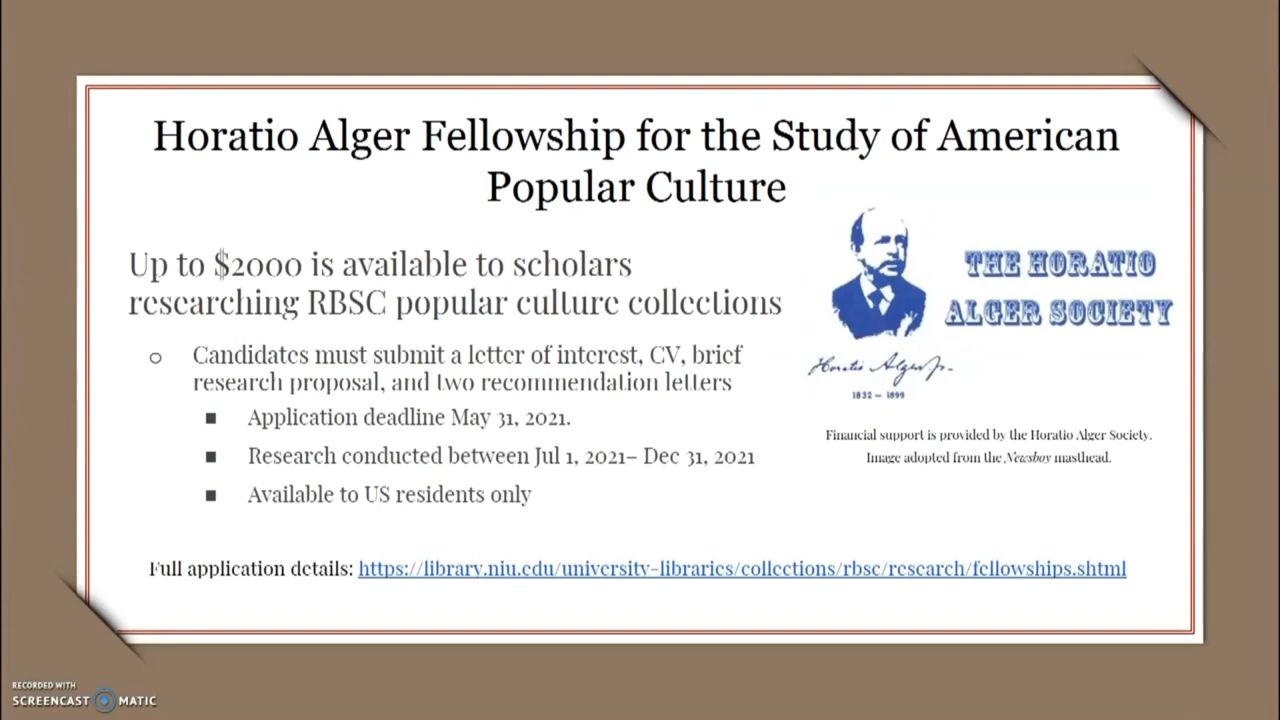 Horatio Alger Fellowship for the Study of American
Popular Culture
Up to $2000 is available to scholars
researching RBSC popular culture collections
Candidates must submit a letter of interest, CV, brief
research proposal, and two recommendation letters
Application deadline May 31, 2021.
Research conducted between Jul 1, 2021– Dec 31, 2021
Available to US residents only
THE HORATIO
ALGER SOCIETY
Horatio Alger Jr.
1832 — 1899
Financial support is provided by the Horatio Alger Society.
Image adopted from the Newsboy masthead.
Full application details: https://library.niu.edu/university-libraries/collections/rbsc/research/fellowships.shtml
RECORDED WITH
SCREENCAST MATIC